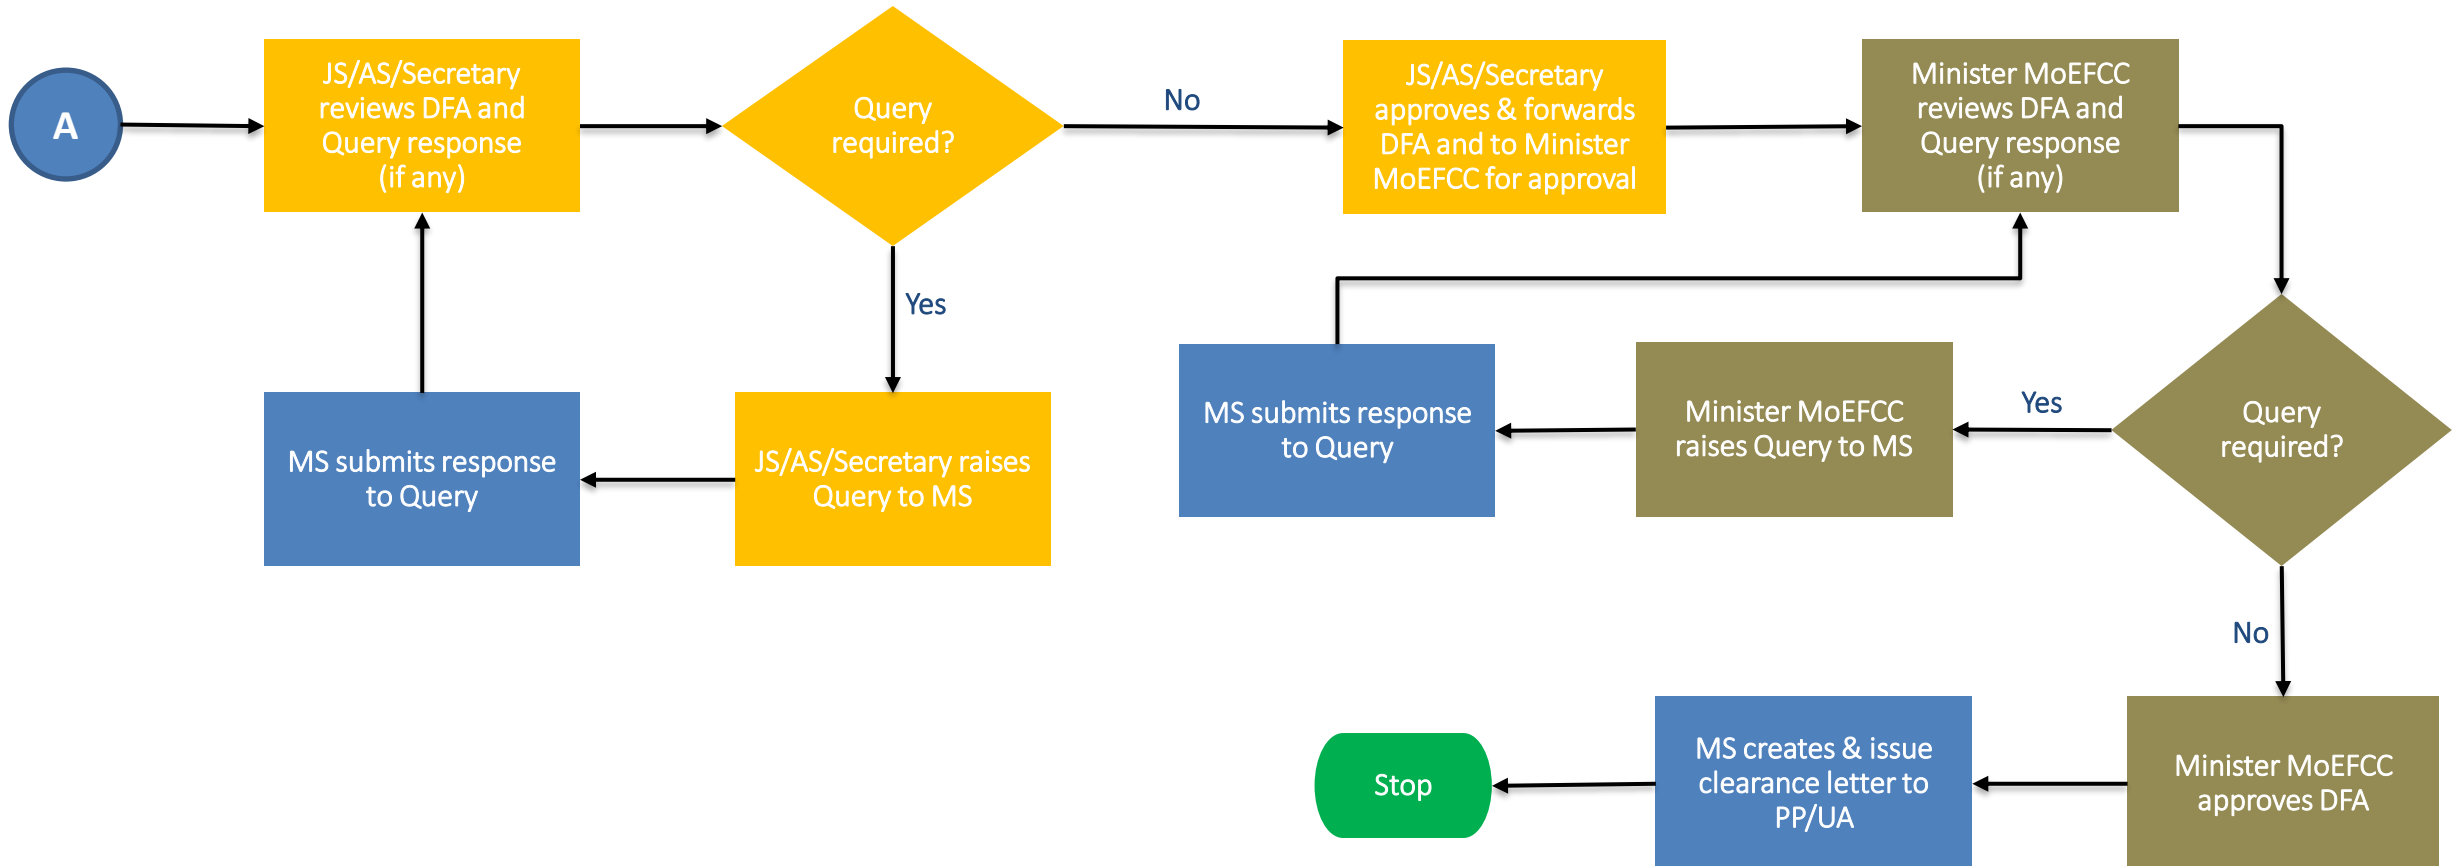 A
JS/AS/Secretary
reviews DFA and
Query response
(if any)
Query
required?
No
JS/AS/Secretary
approves & forwards
DFA and to Minister
MoEFCC for approval
Minister MoEFCC
reviews DFA and
Query response
(if any)
Yes
MS submits response
to Query
JS/AS/Secretary raises
Query to MS
MS submits response
to Query
Minister MoEFCC
raises Query to MS
Yes
Query
required?
No
Stop
MS creates & issue
clearance letter to
PP/UA
Minister MoEFCC
approves DFA